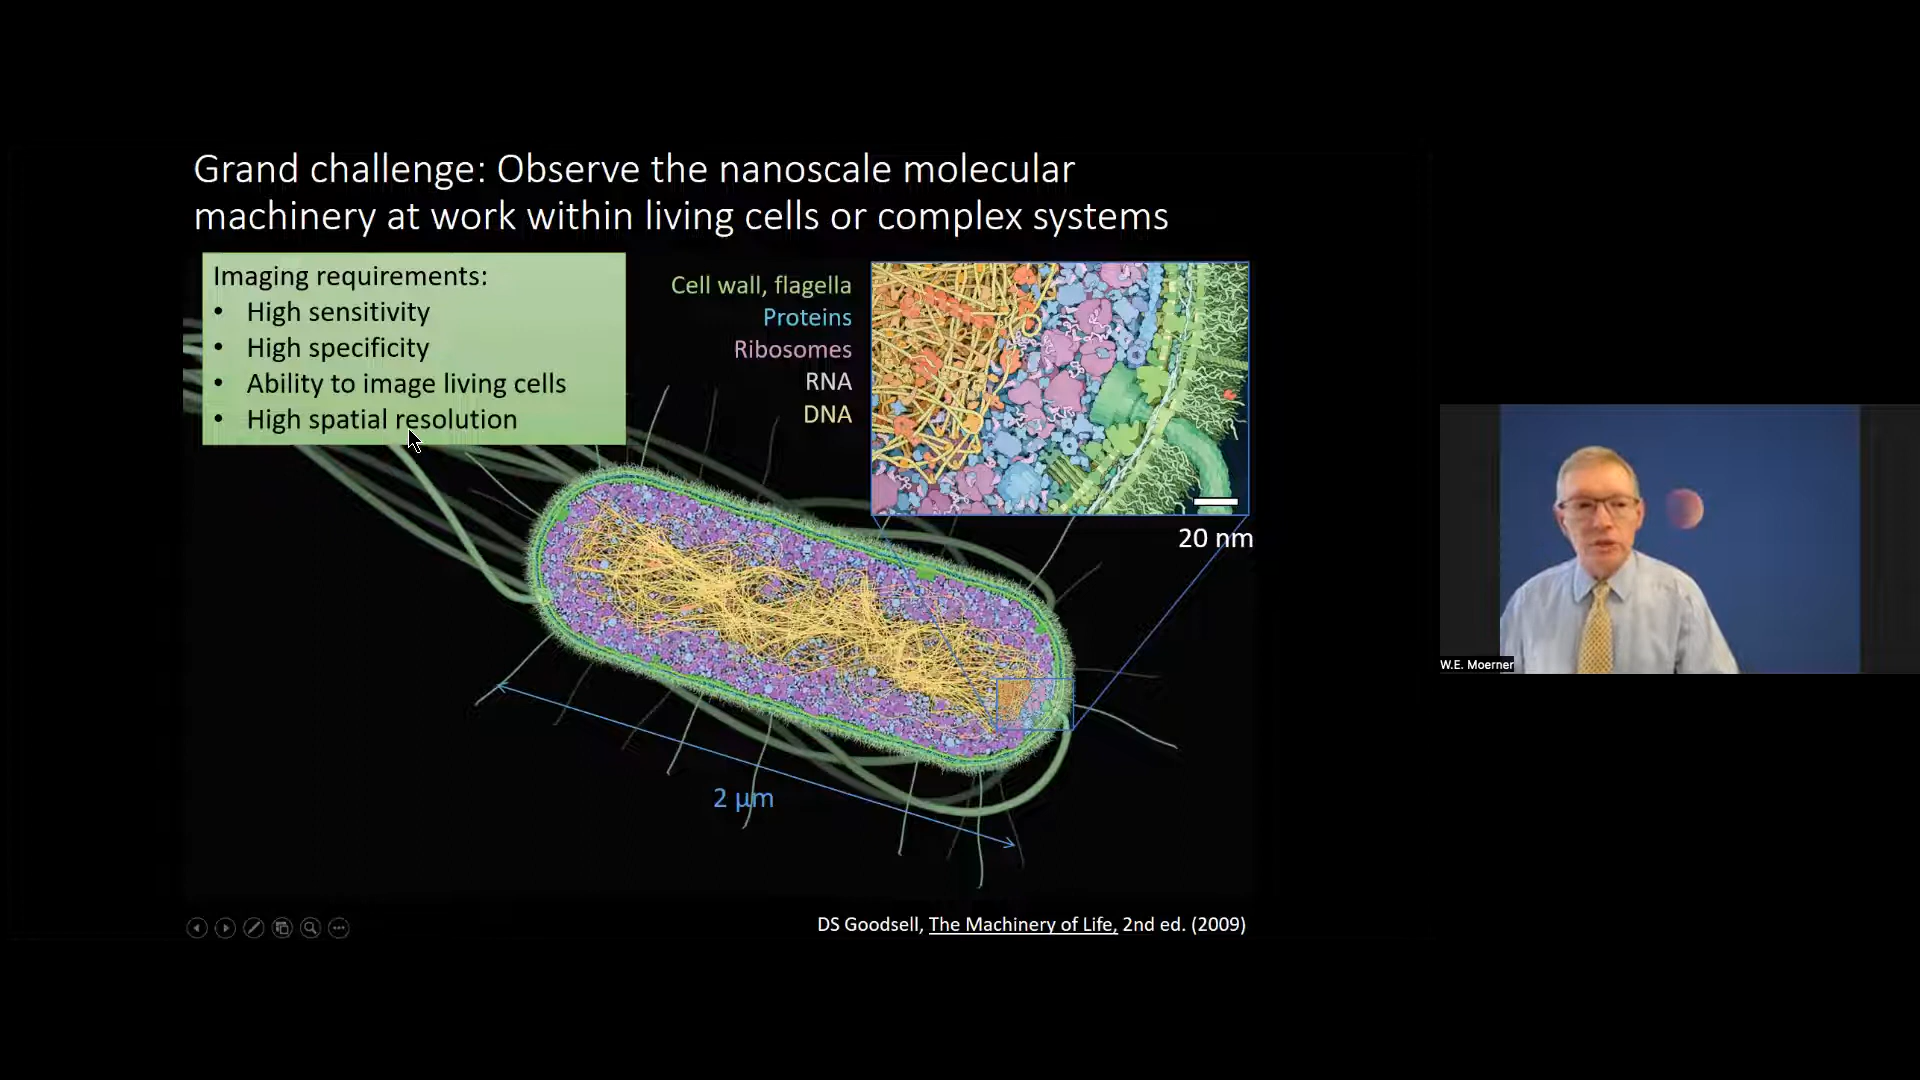 Grand challenge: Observe the nanoscale molecular
machinery at work within living cells or complex systems
Imaging requirements:
• High sensitivity
• High specificity
• Ability to image living cells
• High spatial resolution
Cell wall, flagella
Proteins
Ribosomes
RNA
DNA
20 nm
2 μm
DS Goodsell, The Machinery of Life, 2nd ed. (2009)
W.E. Moerner